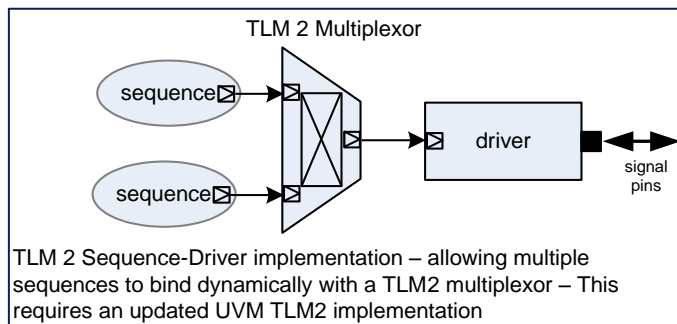 TLM 2 Multiplexor
sequence
sequence
driver
signal
pins
TLM 2 Sequence-Driver implementation – allowing multiple
sequences to bind dynamically with a TLM2 multiplexor – This
requires an updated UVM TLM2 implementation